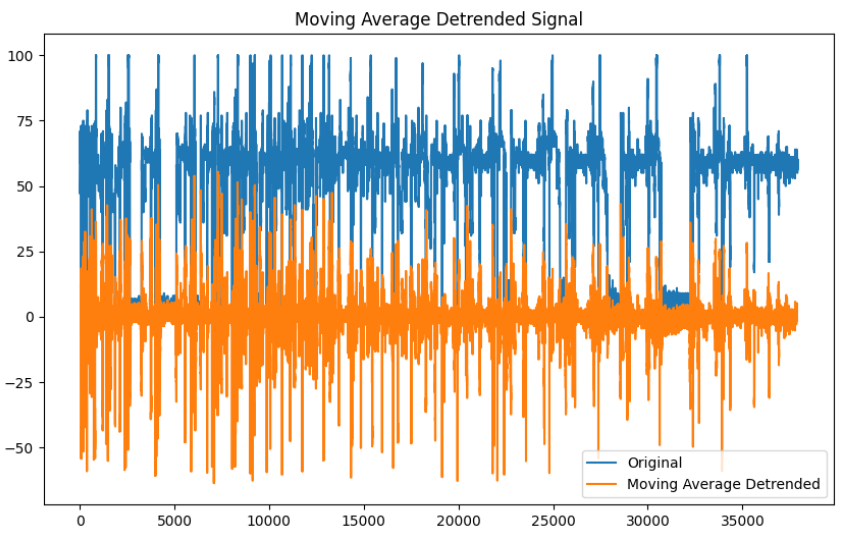 Moving Average Detrended Signal
100
75
50
25
0
−25
−50
Original
Moving Average Detrended
0 5000 10000 15000 20000 25000 30000 35000